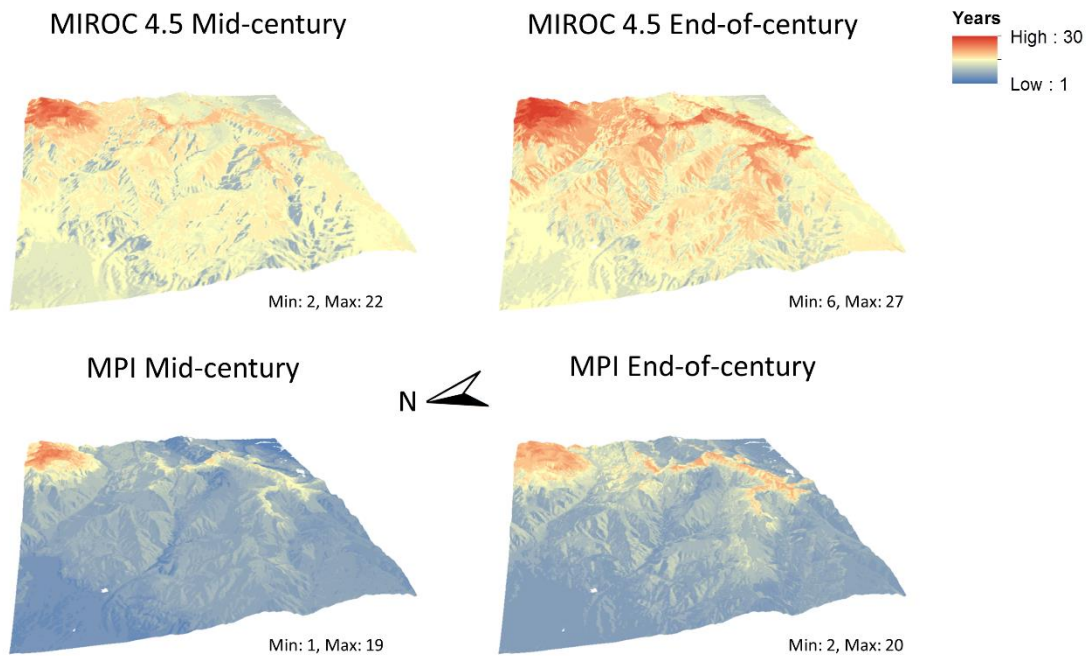 MIROC 4.5 Mid-century
MIROC 4.5 End-of-century
Years
High : 30
Low : 1
Min: 2, Max: 22
Min: 6, Max: 27
MPI Mid-century
MPI End-of-century
N
Min: 1, Max: 19
Min: 2, Max: 20